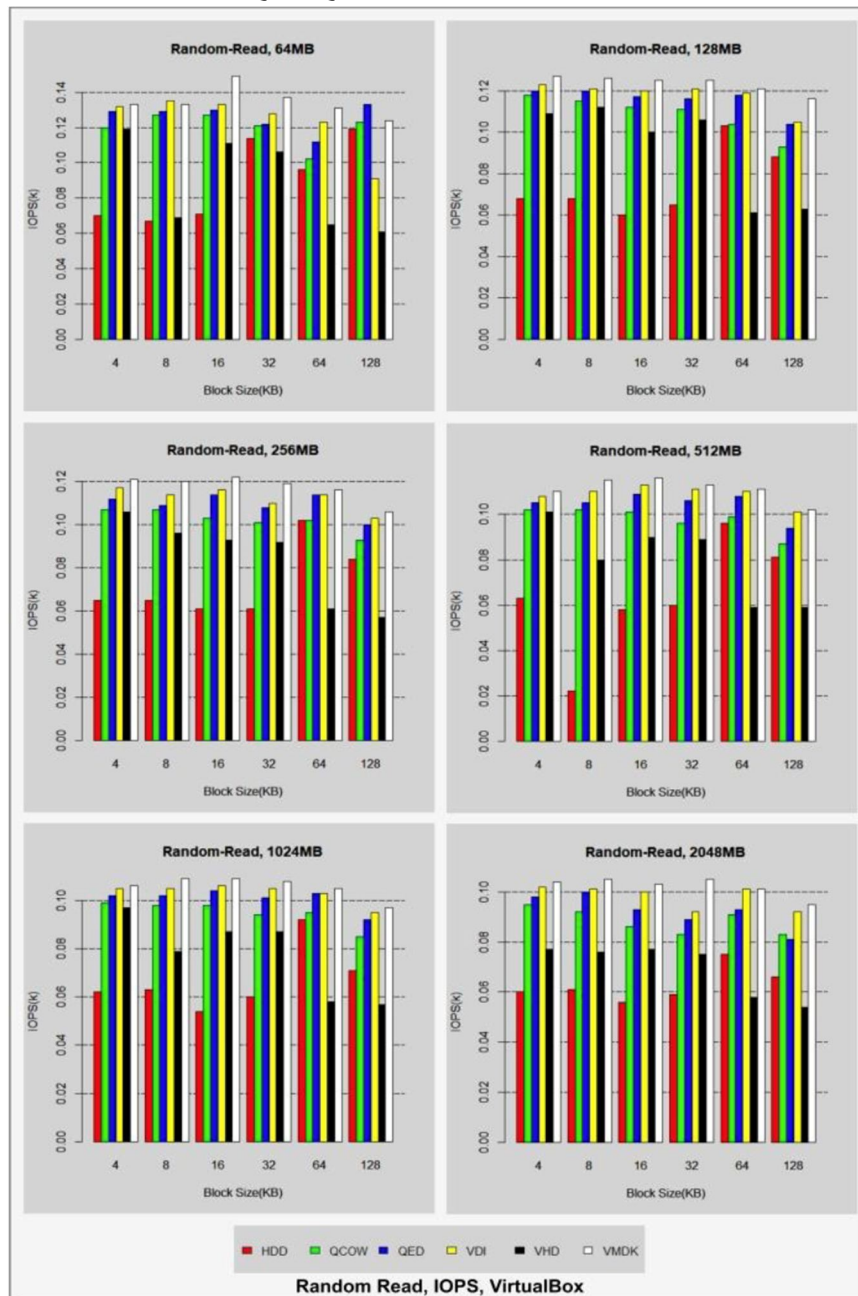 Random-Read, 64MB
IOPS(k)
0.00 0.02 0.04 0.06 0.08 0.10 0.12 0.14
4 8 16 32 64 128
Block Size(KB)
Random-Read, 128MB
IOPS(k)
0.00 0.02 0.04 0.06 0.08 0.10 0.12
4 8 16 32 64 128
Block Size(KB)
Random-Read, 256MB
IOPS(k)
0.00 0.02 0.04 0.06 0.08 0.10 0.12
4 8 16 32 64 128
Block Size(KB)
Random-Read, 512MB
IOPS(k)
0.00 0.02 0.04 0.06 0.08 0.10
4 8 16 32 64 128
Block Size(KB)
Random-Read, 1024MB
IOPS(k)
0.00 0.02 0.04 0.06 0.08 0.10
4 8 16 32 64 128
Block Size(KB)
Random-Read, 2048MB
IOPS(k)
0.00 0.02 0.04 0.06 0.08 0.10
4 8 16 32 64 128
Block Size(KB)
HDD QCOW QED VDI VHD VMDK
Random Read, IOPS, VirtualBox